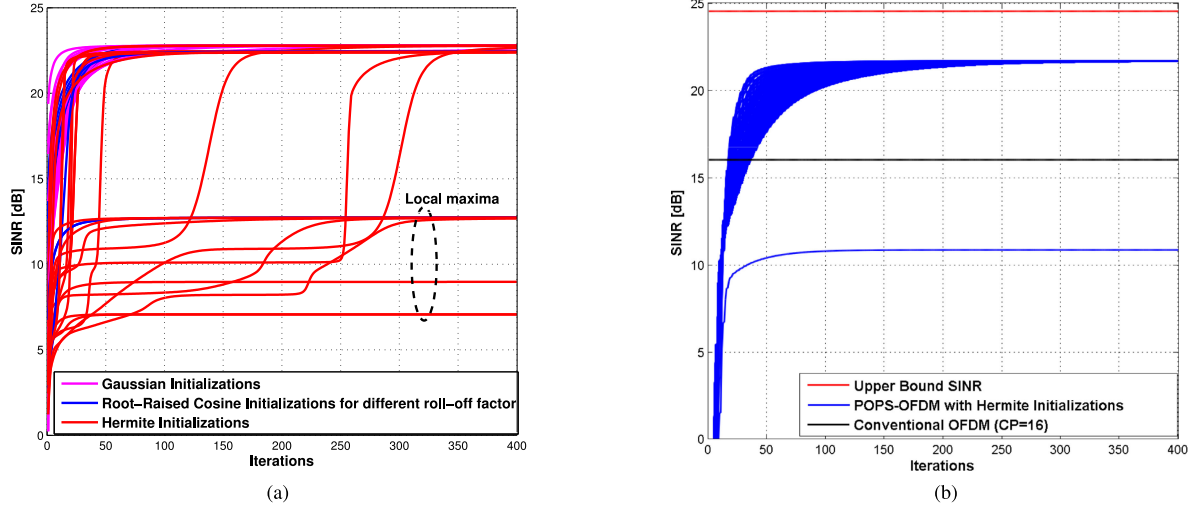 25
20
15
10
5
0
SINR [dB]
Local maxima
Gaussian Initializations
Root−Raised Cosine Initializations for different roll−off factor
Hermite Initializations
0 50 100 150 200 250 300 350 400
Iterations
(a)
25
20
15
10
5
0
SINR [dB]
Upper Bound SINR
POPS-OFDM with Hermite Initializations
Conventional OFDM (CP=16)
0 50 100 150 200 250 300 350 400
Iterations
(b)